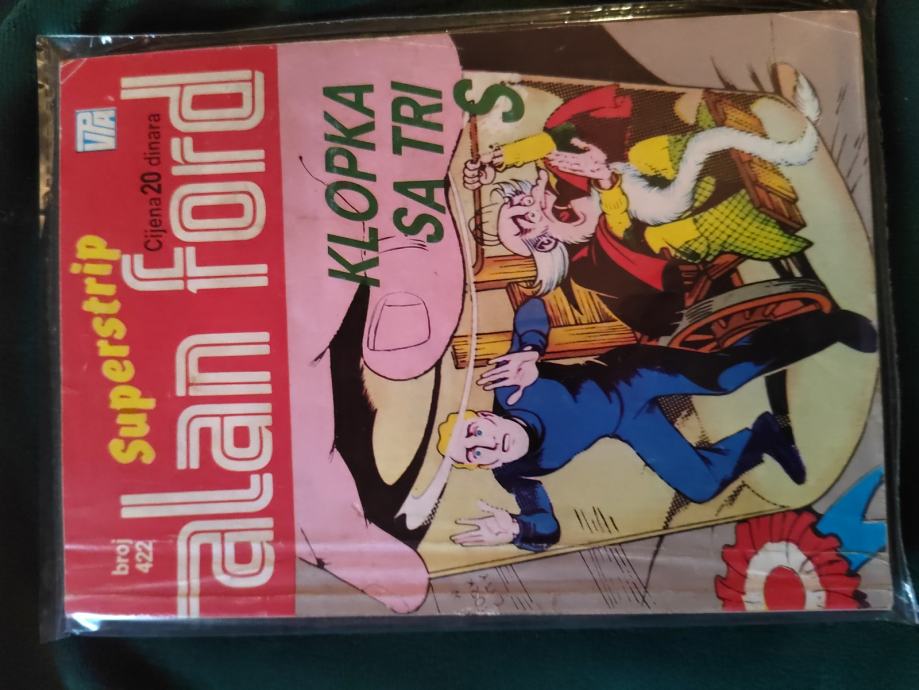 Superstrip
broj
422
Cijena 20 dinara
VPA
alan ford
KLOPKA
SA TRI
S